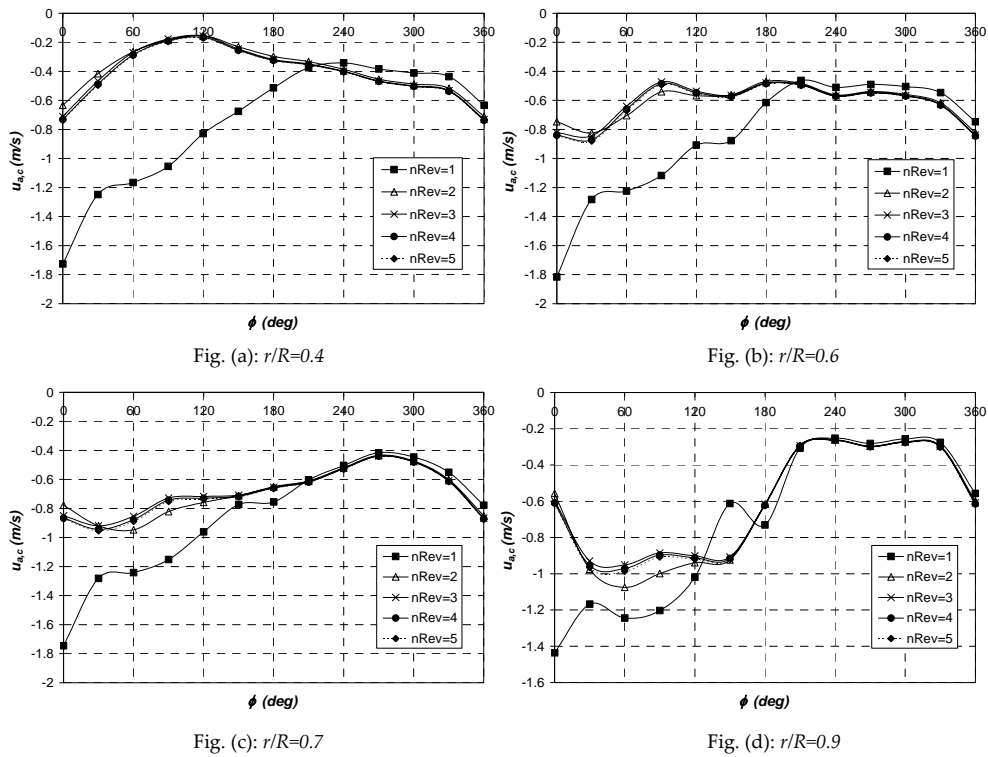 0
-0.2
-0.4
-0.6
-0.8
-1
-1.2
-1.4
-1.6
-1.8
-2
0 60 120 180 240 300 360
u a,c (m/s)
ϕ (deg)
nRev=1
nRev=2
nRev=3
nRev=4
nRev=5
Fig. (a): r/R=0.4
0
-0.2
-0.4
-0.6
-0.8
-1
-1.2
-1.4
-1.6
-1.8
-2
0 60 120 180 240 300 360
u a,c (m/s)
ϕ (deg)
nRev=1
nRev=2
nRev=3
nRev=4
nRev=5
Fig. (b): r/R=0.6
0
-0.2
-0.4
-0.6
-0.8
-1
-1.2
-1.4
-1.6
-1.8
-2
0 60 120 180 240 300 360
u a,c (m/s)
ϕ (deg)
nRev=1
nRev=2
nRev=3
nRev=4
nRev=5
Fig. (c): r/R=0.7
0
-0.2
-0.4
-0.6
-0.8
-1
-1.2
-1.4
-1.6
0 60 120 180 240 300 360
u a,c (m/s)
ϕ (deg)
nRev=1
nRev=2
nRev=3
nRev=4
nRev=5
Fig. (d): r/R=0.9